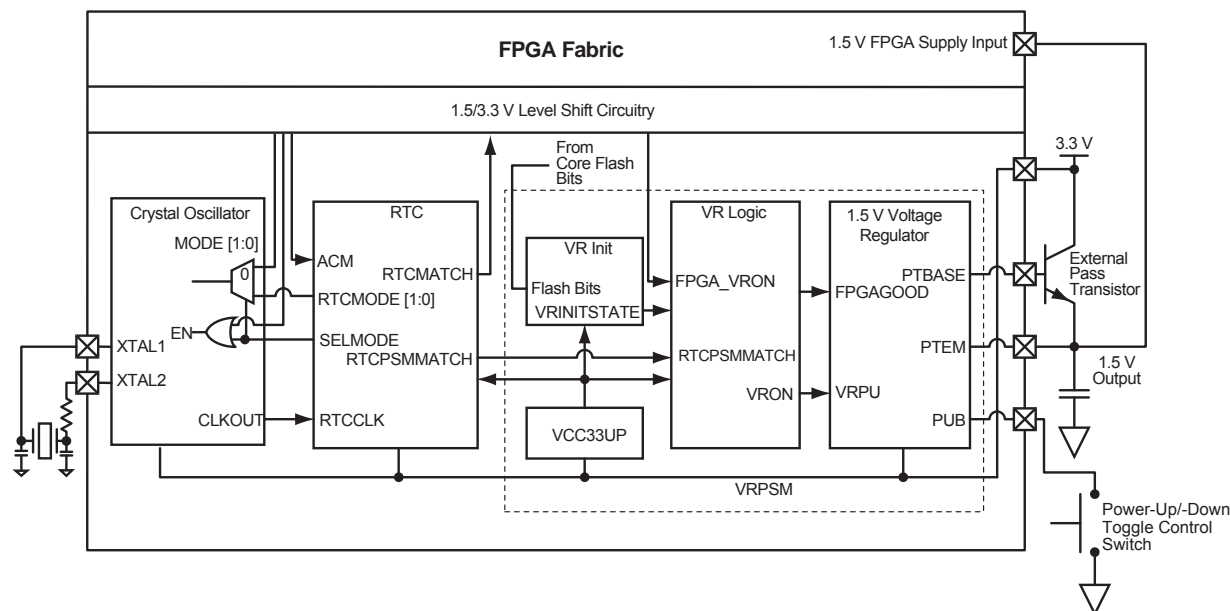 FPGA Fabric
1.5 V FPGA Supply Input
1.5/3.3 V Level Shift Circuitry
From
Core Flash
Bits
3.3 V
Crystal Oscillator
MODE [1:0]
0
EN
XTAL1
XTAL2
CLKOUT
RTC
ACM
RTCMATCH
RTCMODE [1:0]
SELMODE
RTCPSMMATCH
RTCCLK
VR Init
Flash Bits
VRINITSTATE
VCC33UP
VR Logic
FPGA_VRON
RTCPSMMATCH
VRON
1.5 V Voltage
Regulator
PTBASE
FPGAGOOD
PTEM
VRPU
PUB
VRPSM
External
Pass
Transistor
1.5 V
Output
Power-Up/-Down
Toggle Control
Switch